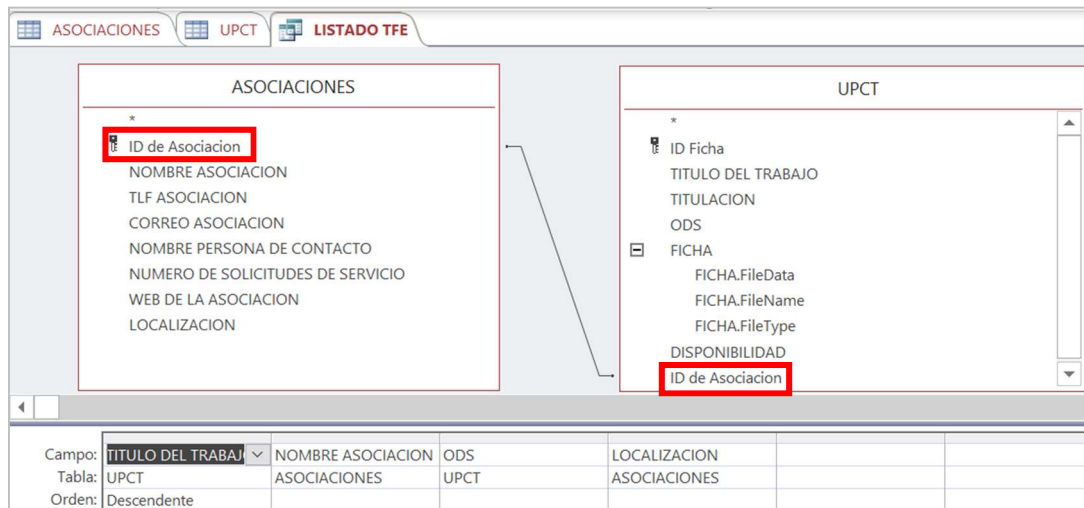 ASOCIACIONES UPCT LISTADO TFE
ASOCIACIONES
*
ID de Asociacion
NOMBRE ASOCIACION
TLF ASOCIACION
CORREO ASOCIACION
NOMBRE PERSONA DE CONTACTO
NUMERO DE SOLICITUDES DE SERVICIO
WEB DE LA ASOCIACION
LOCALIZACION
UPCT
*
ID Ficha
TITULO DEL TRABAJO
TITULACION
ODS
FICHA
FICHA.FileData
FICHA.FileName
FICHA.FileType
DISPONIBILIDAD
ID de Asociacion
Campo: TITULO DEL TRABAJ NOMBRE ASOCIACION ODS LOCALIZACION
Tabla: UPCT ASOCIACIONES UPCT ASOCIACIONES
Orden: Descendente